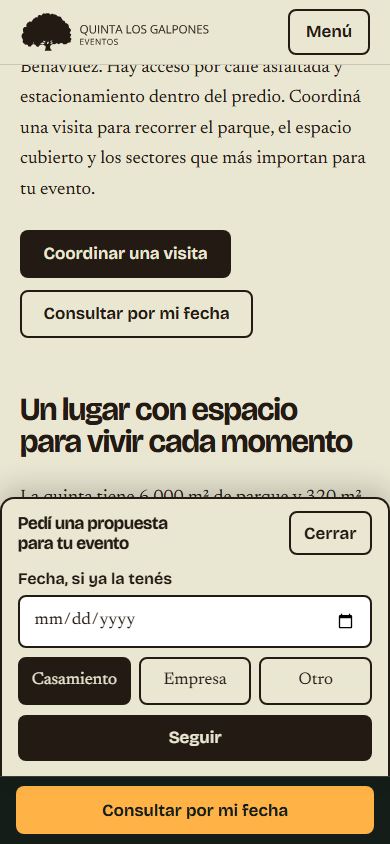 QUINTA LOS GALPONES
EVENTOS
Menú
Benavidez. Hay acceso por calle asfaltada y
estacionamiento dentro del predio. Coordiná
una visita para recorrer el parque, el espacio
cubierto y los sectores que más importan para
tu evento.
Coordinar una visita
Consultar por mi fecha
Un lugar con espacio
para vivir cada momento
La quinta tiene 6.000 m² de parque y 320 m²
Pedí una propuesta
para tu evento
Cerrar
Fecha, si ya la tenés
mm/dd/yyyy
Casamiento
Empresa
Otro
Seguir
Consultar por mi fecha